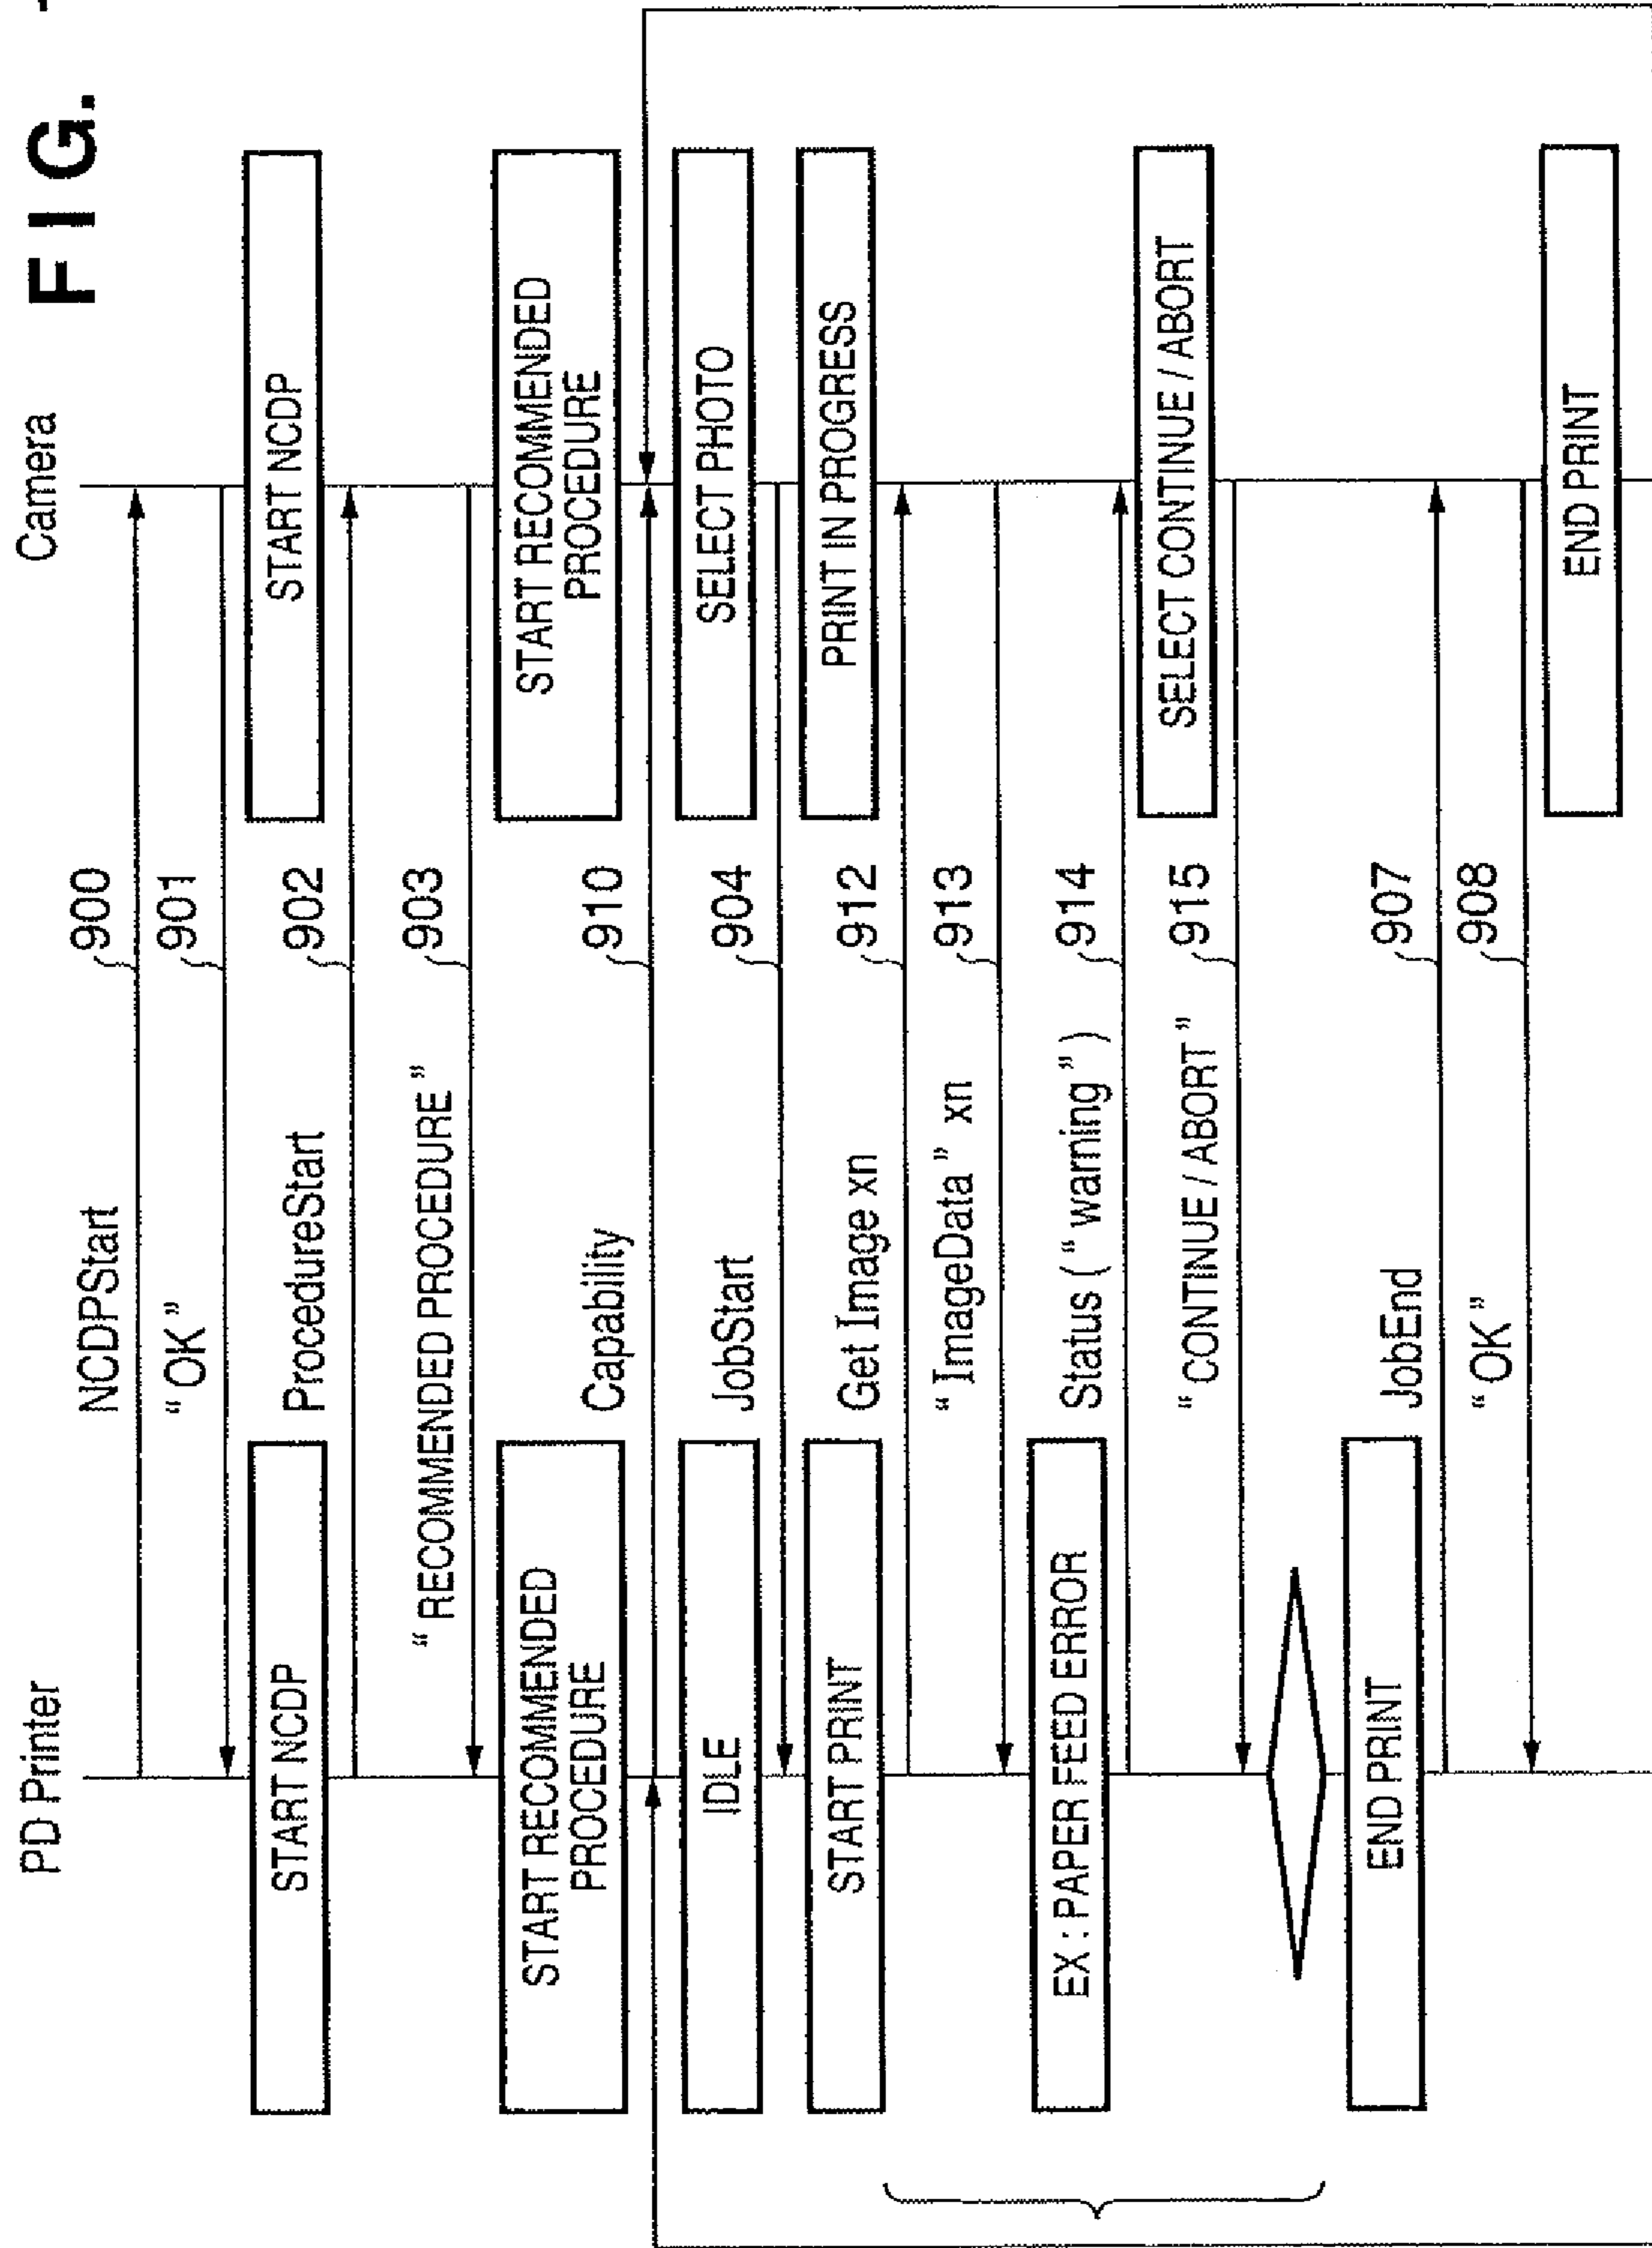 FIG.
PD Printer
Camera
NCDPStart
900
“ OK ”
901
START NCDP
START NCDP
ProcedureStart
902
“ RECOMMENDED PROCEDURE ”
903
START RECOMMENDED
PROCEDURE
START RECOMMENDED
PROCEDURE
Capability
910
IDLE
SELECT PHOTO
JobStart
904
START PRINT
PRINT IN PROGRESS
Get Image xn
912
“ ImageData ” xn
913
EX : PAPER FEED ERROR
Status ( “ warning ” )
914
SELECT CONTINUE / ABORT
“ CONTINUE / ABORT ”
915
END PRINT
JobEnd
907
“ OK ”
908
END PRINT